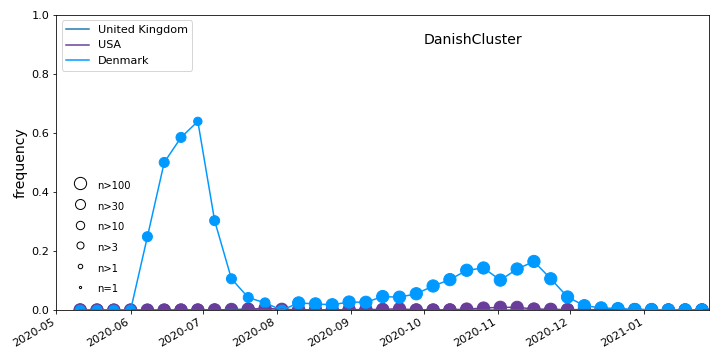 DanishCluster
United Kingdom
USA
Denmark
frequency
1.0
0.8
0.6
0.4
0.2
0.0
n>100
n>30
n>10
n>3
n>1
n=1
2020-05
2020-06
2020-07
2020-08
2020-09
2020-10
2020-11
2020-12
2021-01